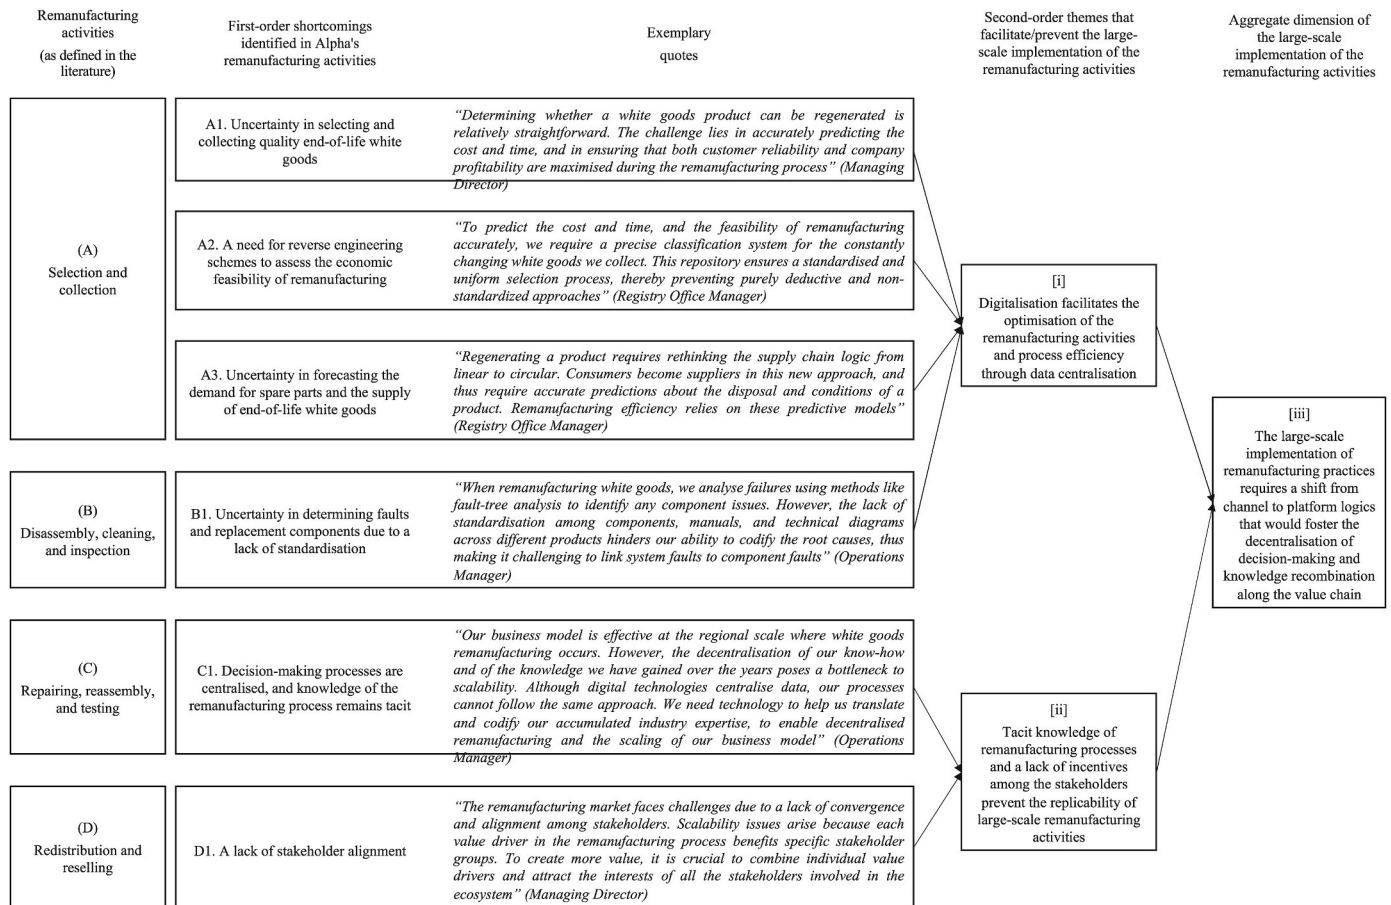 Remanufacturing
activities
(as defined in the
literature)
First-order shortcomings
identified in Alpha's
remanufacturing activities
Exemplary
quotes
Second-order themes that
facilitate/prevent the large-
scale implementation of the
remanufacturing activities
Aggregate dimension of
the large-scale
implementation of the
remanufacturing activities
(A)
Selection and
collection
A1. Uncertainty in selecting and
collecting quality end-of-life white
goods
“Determining whether a white goods product can be regenerated is
relatively straightforward. The challenge lies in accurately predicting the
cost and time, and in ensuring that both customer reliability and company
profitability are maximised during the remanufacturing process” (Managing
Director)
A2. A need for reverse engineering
schemes to assess the economic
feasibility of remanufacturing
“To predict the cost and time, and the feasibility of remanufacturing
accurately, we require a precise classification system for the constantly
changing white goods we collect. This repository ensures a standardised and
uniform selection process, thereby preventing purely deductive and non-
standardized approaches” (Registry Office Manager)
A3. Uncertainty in forecasting the
demand for spare parts and the supply
of end-of-life white goods
“Regenerating a product requires rethinking the supply chain logic from
linear to circular. Consumers become suppliers in this new approach, and
thus require accurate predictions about the disposal and conditions of a
product. Remanufacturing efficiency relies on these predictive models”
(Registry Office Manager)
(B)
Disassembly, cleaning,
and inspection
B1. Uncertainty in determining faults
and replacement components due to a
lack of standardisation
“When remanufacturing white goods, we analyse failures using methods like
fault-tree analysis to identify any component issues. However, the lack of
standardisation among components, manuals, and technical diagrams
across different products hinders our ability to codify the root causes, thus
making it challenging to link system faults to component faults” (Operations
Manager)
(C)
Repairing, reassembly,
and testing
C1. Decision-making processes are
centralised, and knowledge of the
remanufacturing process remains tacit
“Our business model is effective at the regional scale where white goods
remanufacturing occurs. However, the decentralisation of our know-how
and of the knowledge we have gained over the years poses a bottleneck to
scalability. Although digital technologies centralise data, our processes
cannot follow the same approach. We need technology to help us translate
and codify our accumulated industry expertise, to enable decentralised
remanufacturing and the scaling of our business model” (Operations
Manager)
(D)
Redistribution and
reselling
D1. A lack of stakeholder alignment
“The remanufacturing market faces challenges due to a lack of convergence
and alignment among stakeholders. Scalability issues arise because each
value driver in the remanufacturing process benefits specific stakeholder
groups. To create more value, it is crucial to combine individual value
drivers and attract the interests of all the stakeholders involved in the
ecosystem” (Managing Director)
[i]
Digitalisation facilitates the
optimisation of the
remanufacturing activities
and process efficiency
through data centralisation
[ii]
Tacit knowledge of
remanufacturing processes
and a lack of incentives
among the stakeholders
prevent the replicability of
large-scale remanufacturing
activities
[iii]
The large-scale
implementation of
remanufacturing practices
requires a shift from
channel to platform logics
that would foster the
decentralisation of
decision-making and
knowledge recombination
along the value chain